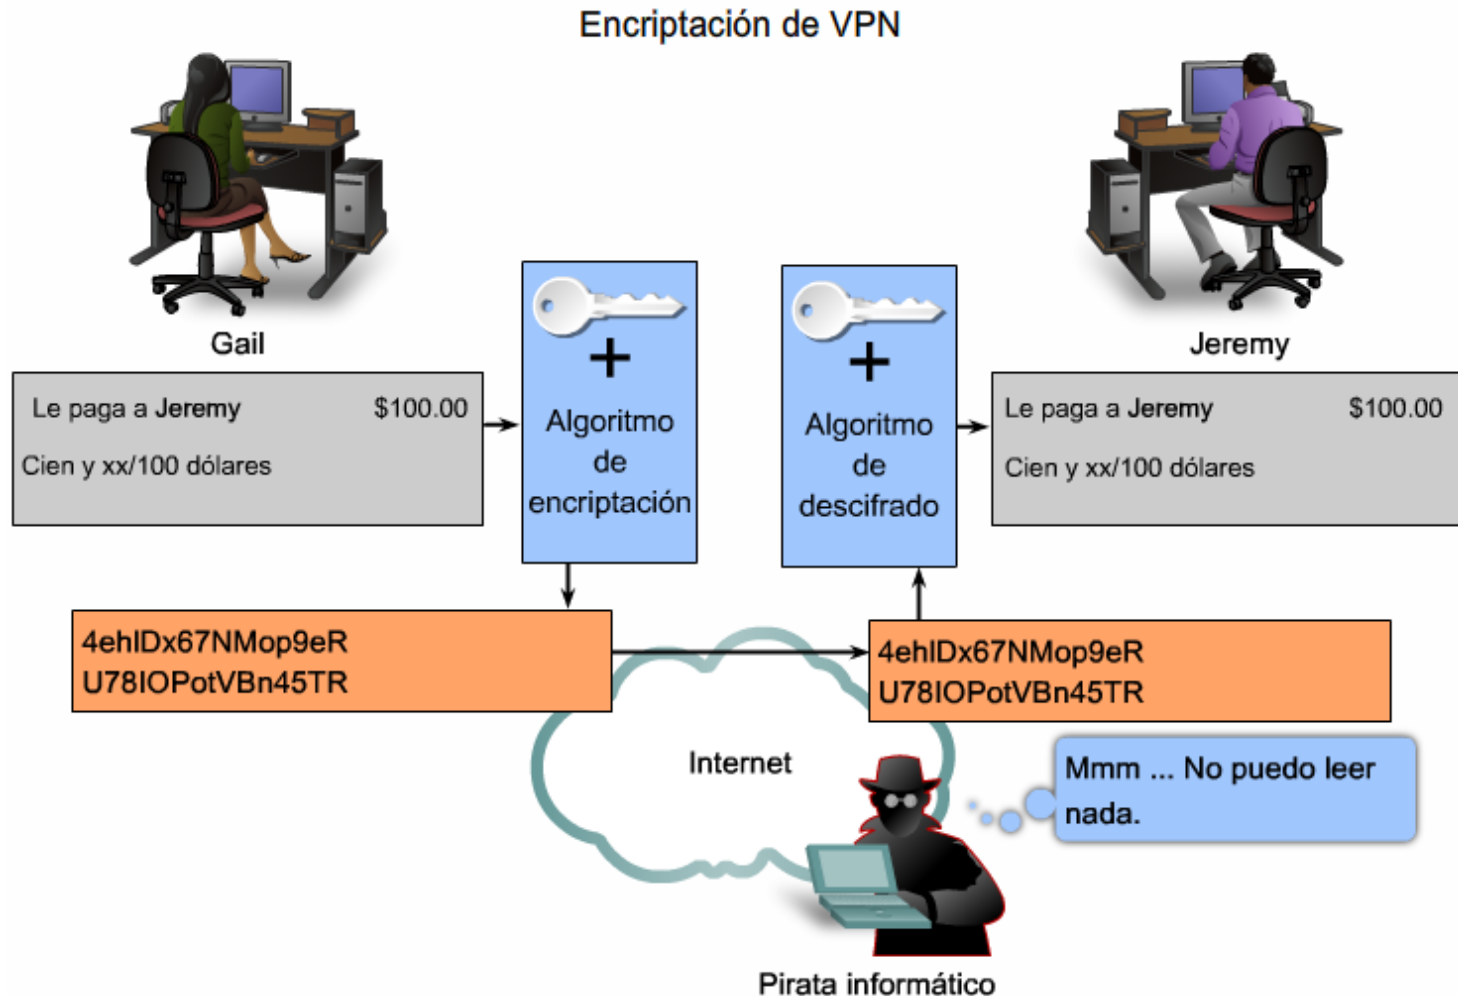 Encriptación de VPN
Gail
Jeremy
Le paga a Jeremy $100.00
Cien y xx/100 dólares
+
Algoritmo
de
encriptación
+
Algoritmo
de
descifrado
Le paga a Jeremy $100.00
Cien y xx/100 dólares
4ehIDx67NMop9eR
U78IOPotVBn45TR
4ehIDx67NMop9eR
U78IOPotVBn45TR
Internet
Mmm ... No puedo leer
nada.
Pirata informático